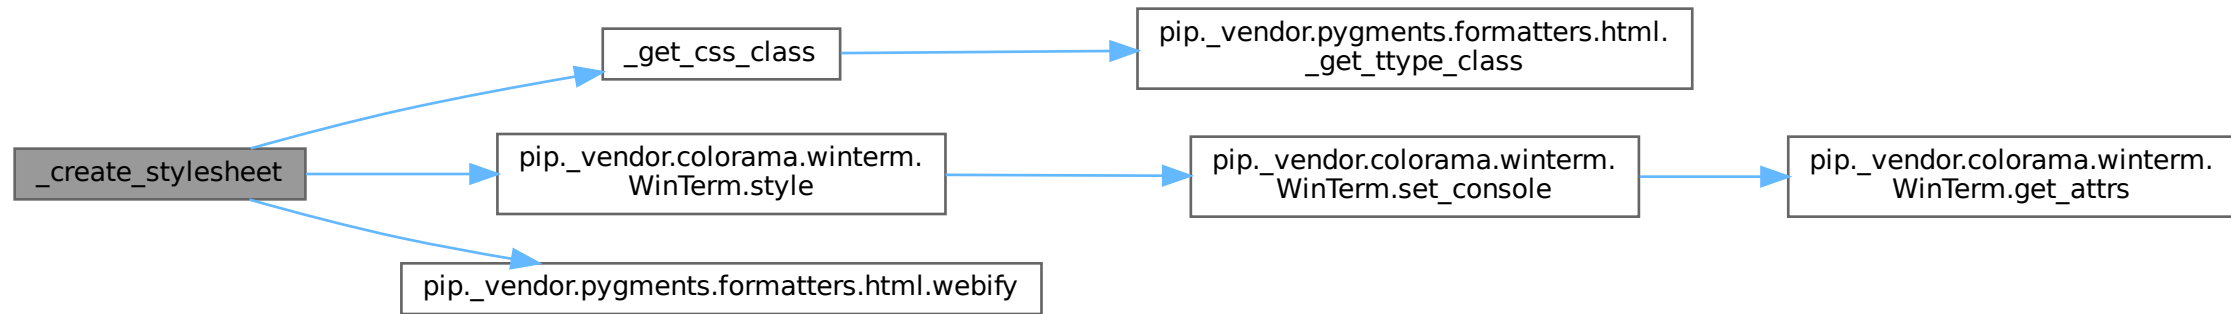 _create_stylesheet
_get_css_class
pip._vendor.pygments.formatters.html.
_get_ttype_class
pip._vendor.colorama.winterm.
WinTerm.style
pip._vendor.colorama.winterm.
WinTerm.set_console
pip._vendor.colorama.winterm.
WinTerm.get_attrs
pip._vendor.pygments.formatters.html.webify